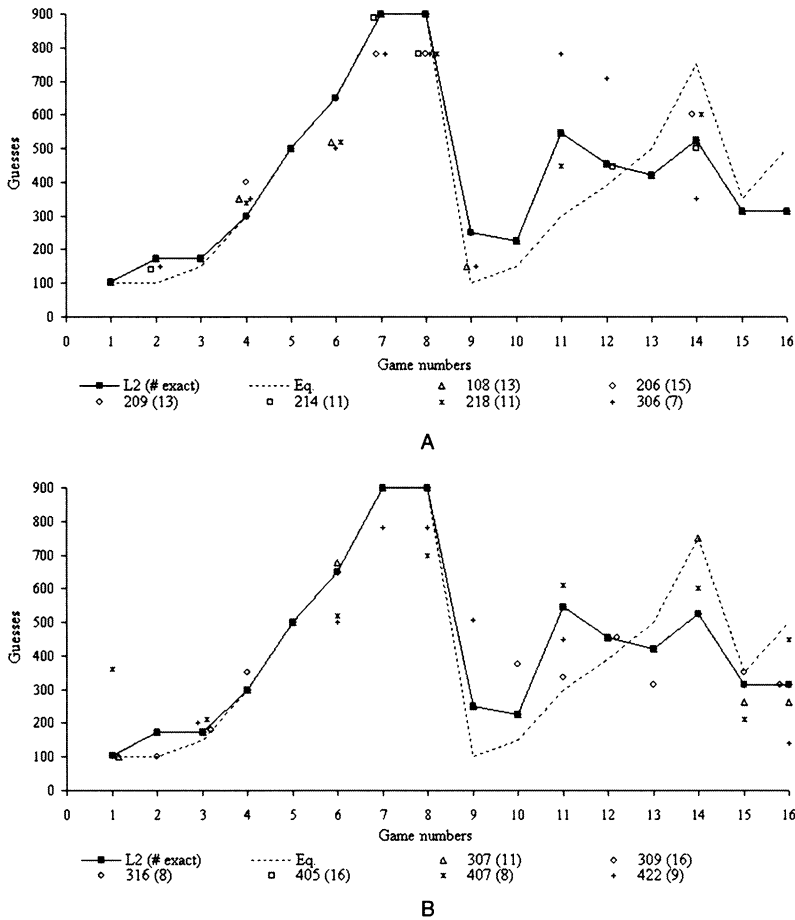 900
800
700
600
500
400
300
200
100
0
Guesses
0 1 2 3 4 5 6 7 8 9 10 11 12 13 14 15 16
Game numbers
L2 (# exact) Eq. 108 (13) 206 (15)
209 (13) 214 (11) 218 (11) 306 (7)
A
900
800
700
600
500
400
300
200
100
0
Guesses
0 1 2 3 4 5 6 7 8 9 10 11 12 13 14 15 16
Game numbers
L2 (# exact) Eq. 307 (11) 309 (16)
316 (8) 405 (16) 407 (8) 422 (9)
B